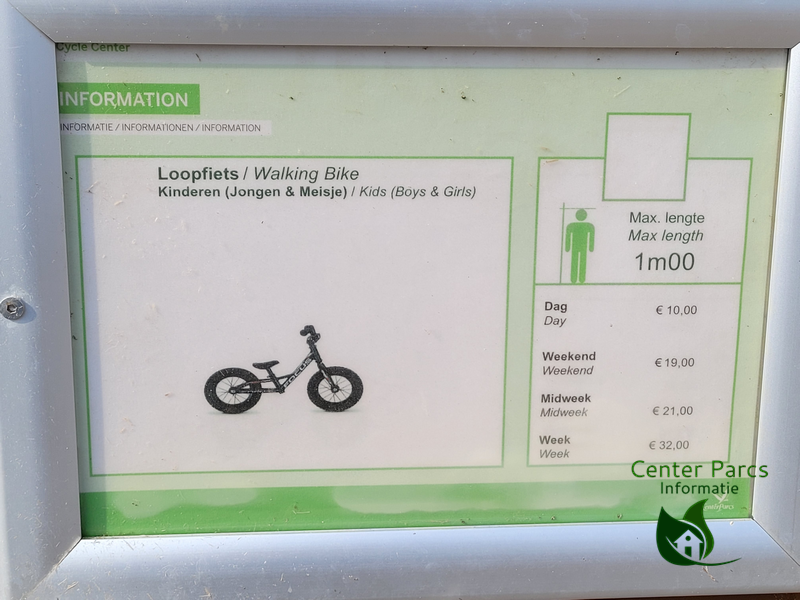 Cycle Center
INFORMATION
INFORMATIE / INFORMATIONEN / INFORMATION
Loopfiets / Walking Bike
Kinderen (Jongen & Meisje) / Kids (Boys & Girls)
FOCUS
Max. lengte
Max length
1m00
Dag
Day
€ 10,00
Weekend
Weekend
€ 19,00
Midweek
Midweek
€ 21,00
Week
Week
€ 32,00
Center Parcs
Informatie